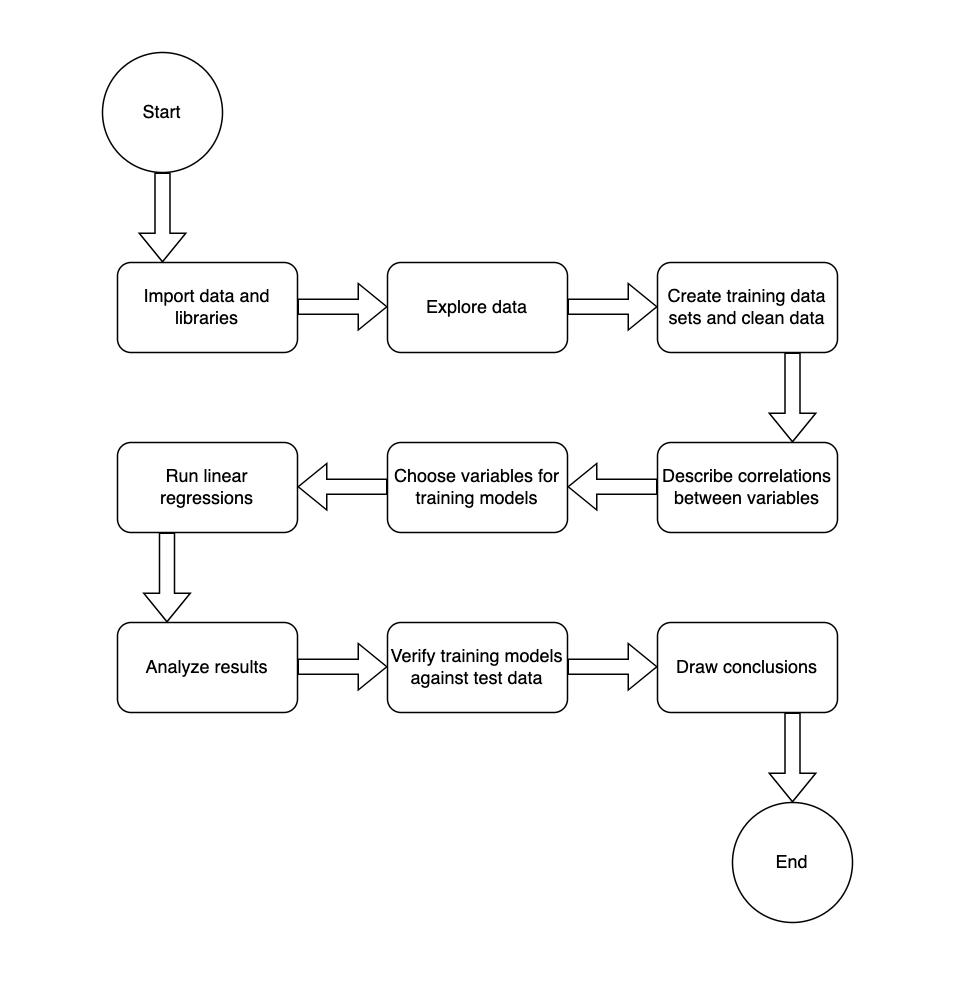 Start
Import data and
libraries
Explore data
Create training data
sets and clean data
Describe correlations
between variables
Choose variables for
training models
Run linear
regressions
Analyze results
Verify training models
against test data
Draw conclusions
End